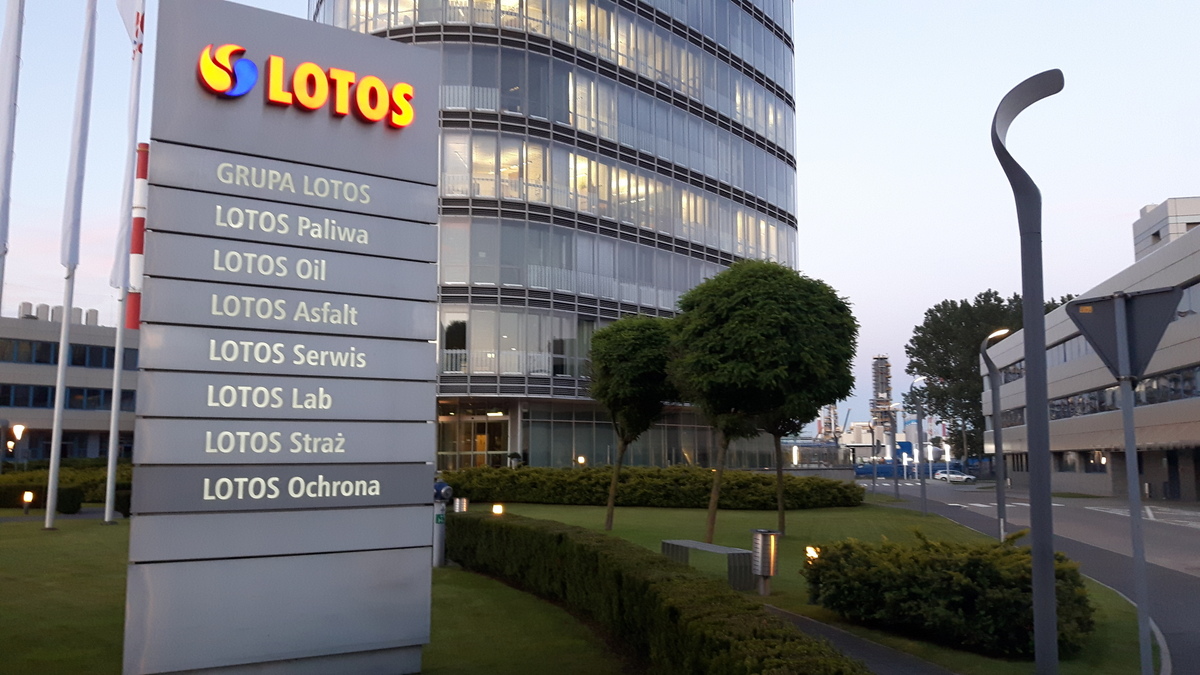 LOTOS
GRUPA LOTOS
LOTOS Paliwa
LOTOS Oil
LOTOS Asfalt
LOTOS Serwis
LOTOS Lab
LOTOS Straż
LOTOS Ochrona